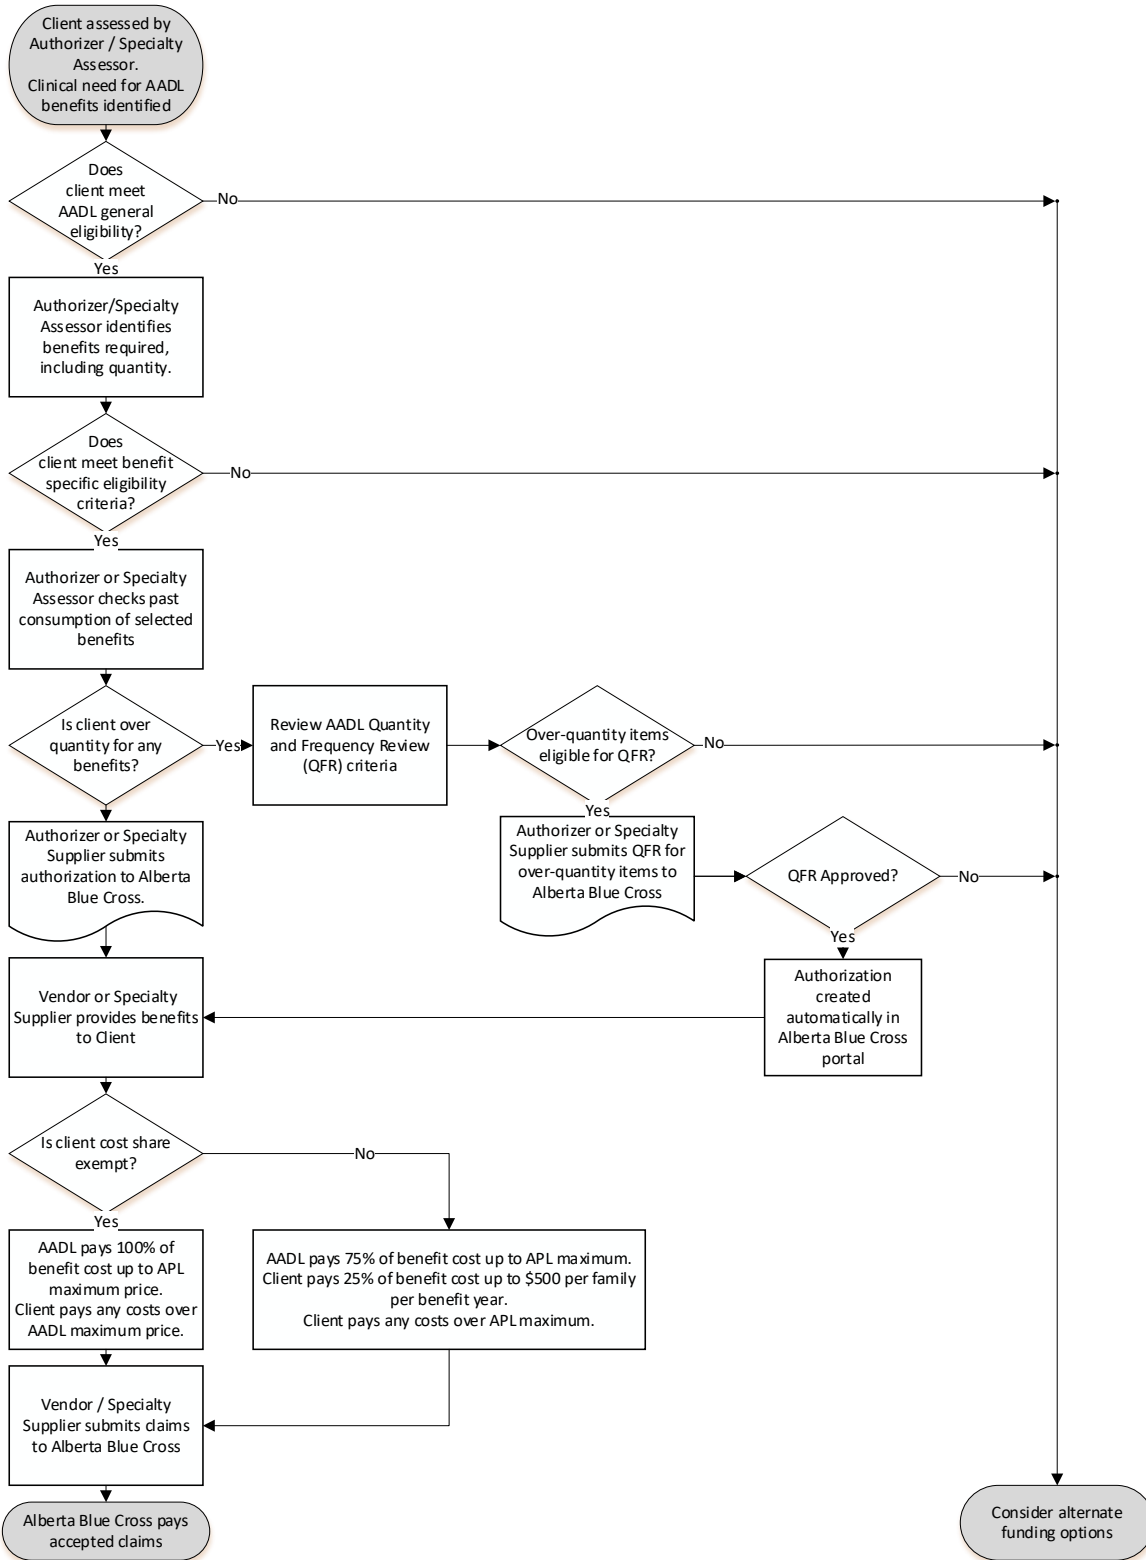 Client assessed by
Authorizer / Specialty
Assessor.
Clinical need for AADL
benefits identified
Does
client meet
AADL general
eligibility?
No
Yes
Authorizer/Specialty
Assessor identifies
benefits required,
including quantity.
Does
client meet benefit
specific eligibility
criteria?
No
Yes
Authorizer or Specialty
Assessor checks past
consumption of selected
benefits
Is client over
quantity for any
benefits?
Yes
Review AADL Quantity
and Frequency Review
(QFR) criteria
Over-quantity items
eligible for QFR?
No
Yes
Authorizer or Specialty
Supplier submits
authorization to Alberta
Blue Cross.
Authorizer or Specialty
Supplier submits QFR for
over-quantity items to
Alberta Blue Cross
QFR Approved?
No
Yes
Authorization
created
automatically in
Alberta Blue Cross
portal
Vendor or Specialty
Supplier provides benefits
to Client
Is client cost share
exempt?
No
Yes
AADL pays 100% of
benefit cost up to APL
maximum price.
Client pays any costs over
AADL maximum price.
AADL pays 75% of benefit cost up to APL maximum.
Client pays 25% of benefit cost up to $500 per family
per benefit year.
Client pays any costs over APL maximum.
Vendor / Specialty
Supplier submits claims
to Alberta Blue Cross
Alberta Blue Cross pays
accepted claims
Consider alternate
funding options